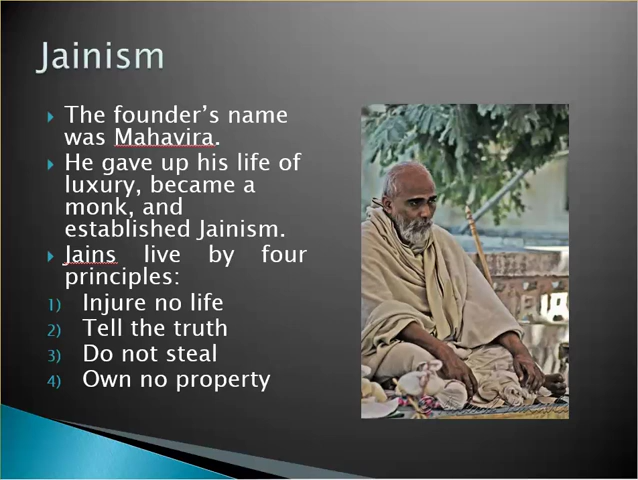 Jainism
The founder's name
was Mahavira.
He gave up his life of
luxury, became a
monk, and
established Jainism.
Jains live by four
principles:
1) Injure no life
2) Tell the truth
3) Do not steal
4) Own no property